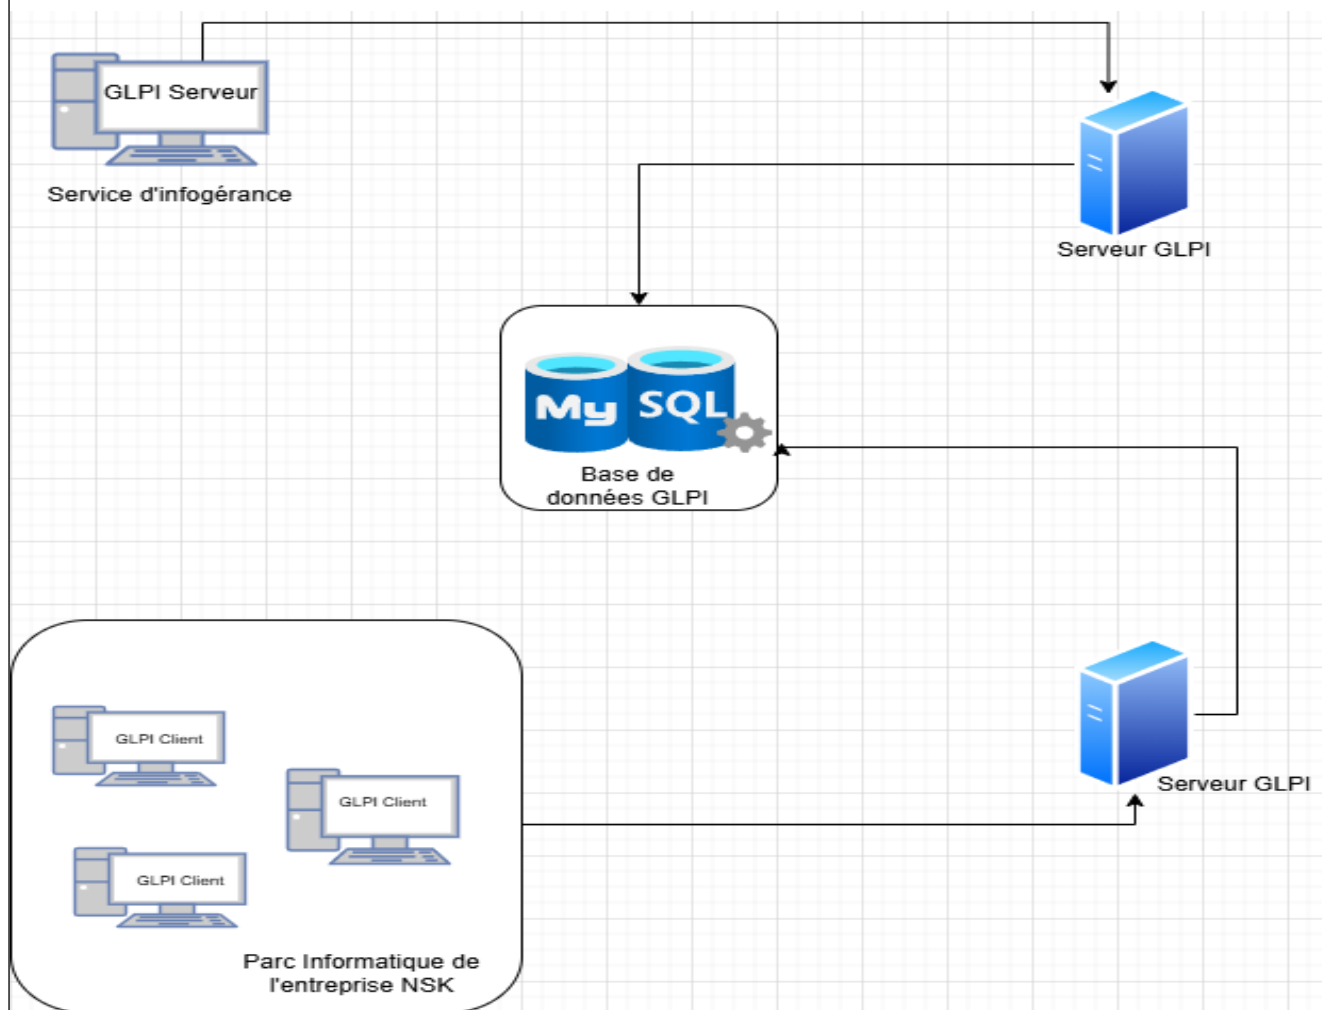 GLPI Serveur
Service d'infogérance
Serveur GLPI
My SQL
Base de
données GLPI
GLPI Client
GLPI Client
GLPI Client
Serveur GLPI
Parc Informatique de
l'entreprise NSK